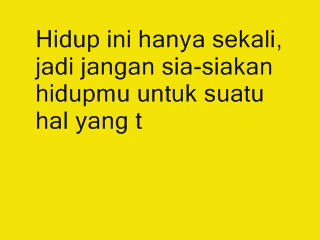 Hidup ini hanya sekali,
jadi jangan sia-siakan
hidupmu untuk suatu
hal yang t